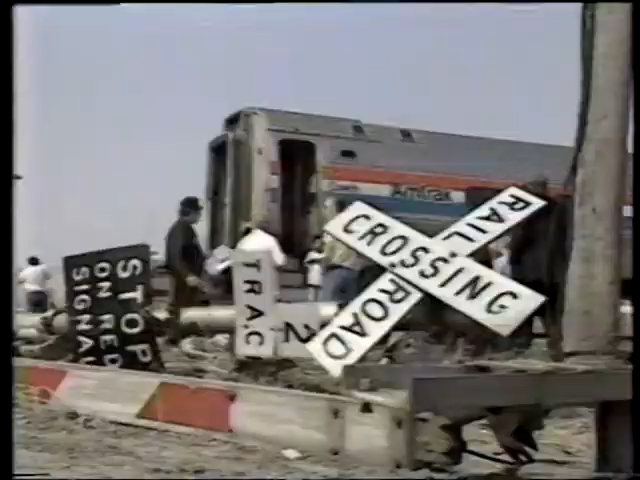 Amtrak
RAIL
CROSSING
ROAD
STOP
ON RED
SIGNAL
TRAC
2